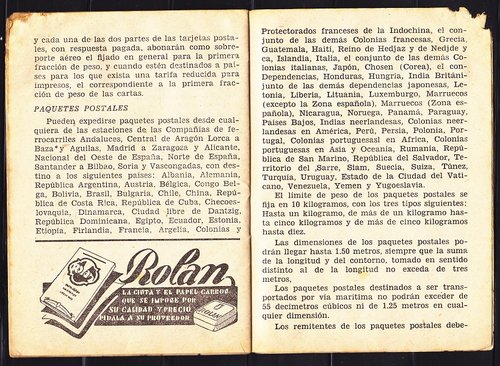 y cada una de las dos partes de las tarjetas posta-
les, con respuesta pagada, abonarán como sobre-
porte aéreo el fijado en general para la primera
fracción de peso, y cuando estén destinados a paí-
ses para los que exista una tarifa reducida para
impresos, el correspondiente a la primera frac-
ción de peso de las cartas.
PAQUETES POSTALES
Pueden expedirse paquetes postales desde cual-
quiera de las estaciones de las Compañías de fe-
rrocarriles Andaluces, Central de Aragón Lorca a
Baza y Aguilas, Madrid a Zaragoza y Alicante,
Nacional del Oeste de España, Norte de España,
Santander a Bilbao, Soria y Vascongadas, con des-
tino a los siguientes países: Albania, Alemania,
República Argentina, Austria, Bélgica, Congo Bel-
ga, Bolivia, Brasil, Bulgaria, Chile, China, Repú-
blica de Costa Rica, República de Cuba, Checoes-
lovaquia, Dinamarca, Ciudad libre de Dantzig,
República Dominicana, Egipto, Ecuador, Estonia,
Etiopía, Finlandia, Francia, Argelia, Colonias y
Rolan
LA CINTA Y EL PAPEL CARBON
QUE SE IMPONE POR
SU CALIDAD Y PRECIO
PIDALA A SU PROVEEDOR
Protectorados franceses de la Indochina, el con-
junto de las demás Colonias francesas, Grecia,
Guatemala, Haití, Reino de Hedjaz y de Nedjde y
ca, Islandia, Italia, el conjunto de las demás Co-
lonias italianas, Japón, Chosen (Corea), el con-
Dependencias, Honduras, Hungría, India Británi-
junto de las demás dependencias japonesas, Le-
tonia, Liberia, Lituania, Luxemburgo, Marruecos
(excepto la Zona española), Marruecos (Zona es-
pañola), Nicaragua, Noruega, Panamá, Paraguay,
Países Bajos, Indias Neerlandesas, Colonias neer-
landesas en América, Perú, Persia, Polonia, Por-
tugal, Colonias portuguesas en Africa, Colonias
portuguesas en Asia y Oceanía, Rumania, Repú-
blica de San Marino, República del Salvador, Te-
rritorio del Sarre, Siam, Suecia, Suiza, Túnez,
Turquía, Uruguay, Estado de la Ciudad del Vati-
cano, Venezuela, Yemen y Yugoeslavia.
El límite de peso de los paquetes postales se
fija en 10 kilogramos, con los tres tipos siguientes:
Hasta un kilogramo, de más de un kilogramo has-
ta cinco kilogramos y de más de cinco kilogramos
hasta diez.
Las dimensiones de los paquetes postales po-
drán llegar hasta 1.50 metros, siempre que la suma
de la longitud y del contorno, tomado en sentido
distinto al de la longitud no exceda de tres
metros,
Los paquetes postales destinados a ser trans-
portados por vía marítima no podrán exceder de
55 decímetros cúbicos ni de 1.25 metros en cual-
quier dimensión.
Los remitentes de los paquetes postales debe-